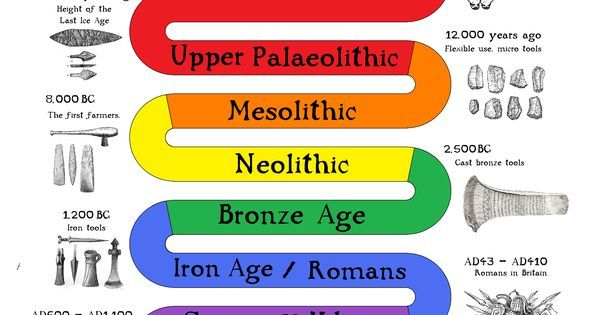 Height of the
Last Ice Age
Upper Palaeolithic
12,000 years ago
Flexible use, micro tools
8,000 BC
The first farmers.
Mesolithic
Neolithic
2,500 BC
Cast bronze tools
1,200 BC
Iron tools
Bronze Age
Iron Age / Romans
AD43 – AD410
Romans in Britain